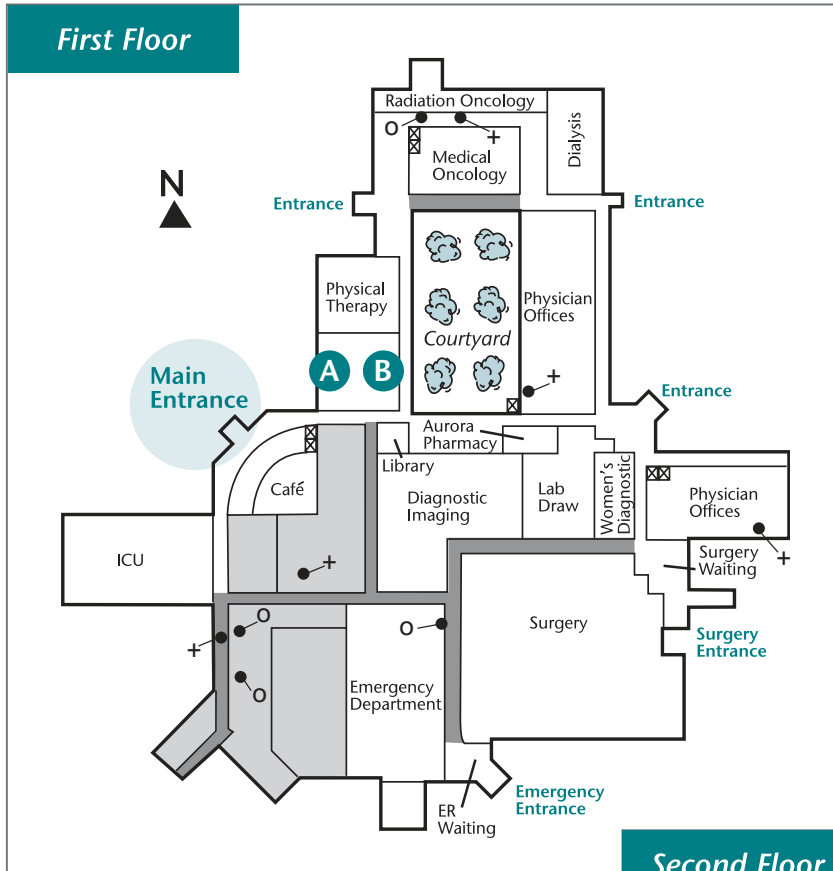 First Floor
N
Radiation Oncology
O
+
Medical
Oncology
Dialysis
Entrance
Entrance
Physical
Therapy
Physician
Offices
Courtyard
A
B
+
Main
Entrance
Entrance
Aurora
Pharmacy
Library
Café
Diagnostic
Imaging
Lab
Draw
Women's
Diagnostic
Physician
Offices
ICU
+
+
Surgery
Waiting
O
O
Surgery
+
Surgery
Entrance
O
Emergency
Department
Emergency
Entrance
ER
Waiting
Second Floor